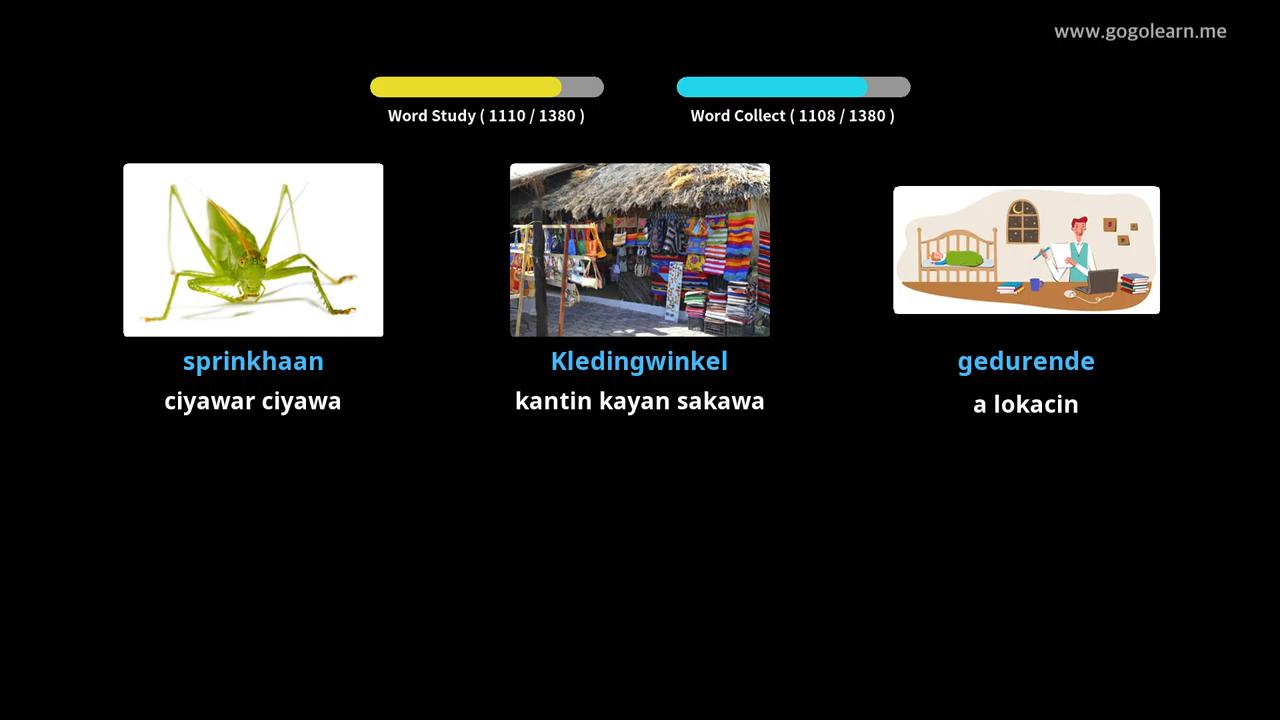 www.gogolearn.me
Word Study ( 1110 / 1380 )
Word Collect ( 1108 / 1380 )
sprinkhaan
ciyawar ciyawa
Kledingwinkel
kantin kayan sakawa
gedurende
a lokacin